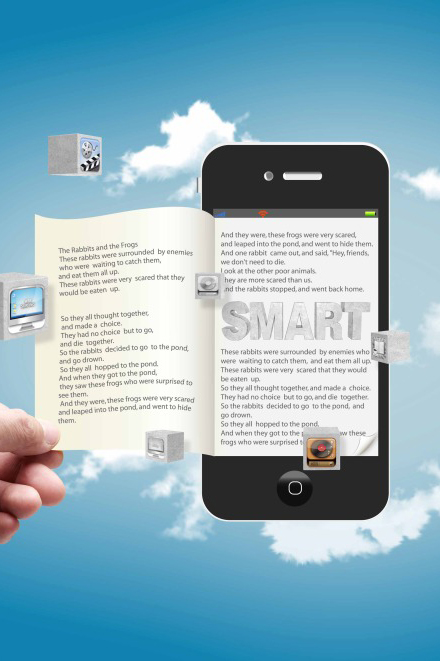 The Rabbits and the Frogs
These rabbits were surrounded by enemies
who were waiting to catch them,
and eat them all up.
These rabbits were very scared that they
would be eaten up.
So they all thought together,
and made a choice.
They had no choice but to go,
and die together.
So the rabbits decided to go to the pond,
and go drown.
So they all hopped to the pond.
And when they got to the pond,
they saw these frogs who were surprised to
see them.
And they were, these frogs were very scared
and leaped into the pond, and went to hide
them.
And they were, these frogs were very scared,
and leaped into the pond, and went to hide them.
And one rabbit came out, and said, "Hey, friends,
we don't need to die.
Look at the other poor animals.
They are more scared than us.
and the rabbits stopped, and went back home.
SMART
These rabbits were surrounded by enemies who
were waiting to catch them, and eat them all up.
These rabbits were very scared that they would
be eaten up.
So they all thought together, and made a choice.
They had no choice but to go, and die together.
So the rabbits decided to go to the pond, and
go drown.
So they all hopped to the pond.
And when they got to the saw these
frogs who were surprised